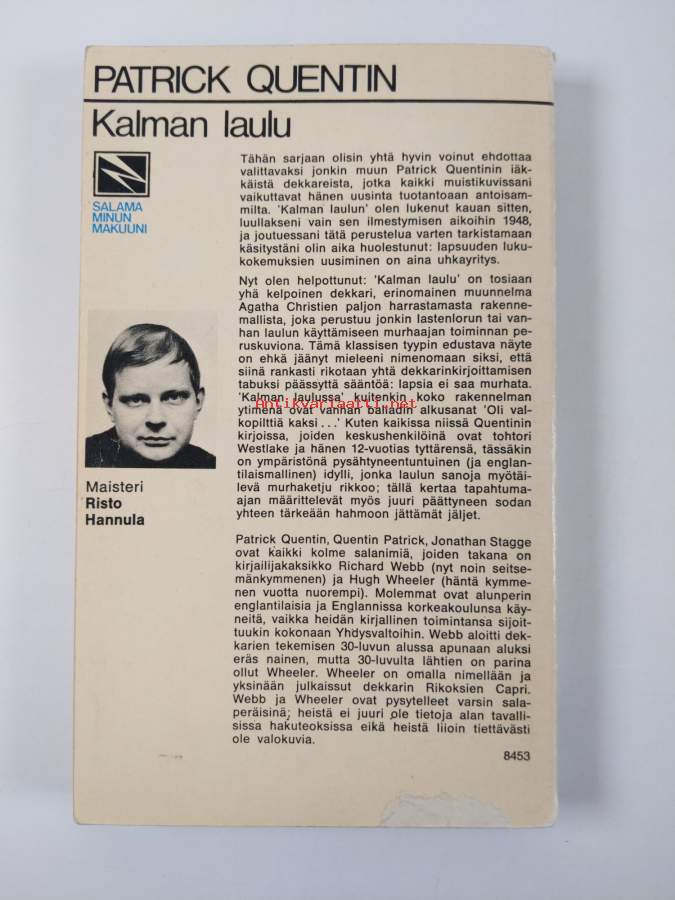 PATRICK QUENTIN
Kalman laulu
SALAMA
MINUN
MAKUUNI
Tähän sarjaan olisin yhtä hyvin voinut ehdottaa
valittavaksi jonkin muun Patrick Quentinin iäk-
käistä dekkareista, jotka kaikki muistikuvissani
vaikuttavat hänen uusinta tuotantoaan antoisam-
milta. 'Kalman laulun' olen lukenut kauan sitten,
luullakseni vain sen ilmestymisen aikoihin 1948,
ja joutuessani tätä perustelua varten tarkistamaan
käsitystäni olin aika huolestunut: lapsuuden luku-
kokemuksien uusiminen on aina uhkayritys.
Nyt olen helpottunut: 'Kalman laulu' on tosiaan
yhä kelpoinen dekkari, erinomainen muunnelma
Agatha Christien paljon harrastamasta rakenne-
mallista, joka perustuu jonkin lastenlorun tai van-
han laulun käyttämiseen murhaajan toiminnan pe-
ruskuviona. Tämä klassisen tyypin edustava näyte
on ehkä jäänyt mieleeni nimenomaan siksi, että
siinä rankasti rikotaan yhtä dekkarinkirjoittamisen
tabuksi päässyttä sääntöä: lapsia ei saa murhata.
'Kalman laulussa' kuitenkin koko rakennelman
ytimenä ovat vanhan balladin alkusanat 'Oli val-
kopilttiä kaksi . . .' Kuten kaikissa niissä Quentinin
kirjoissa, joiden keskushenkilöinä ovat tohtori
Westlake ja hänen 12-vuotias tyttärensä, tässäkin
on ympäristönä pysähtyneentuntuinen (ja englan-
tilaismallinen) idylli, jonka laulun sanoja myötäi-
levä murhaketju rikkoo; tällä kertaa tapahtuma-
ajan määrittelevät myös juuri päättyneen sodan
yhteen tärkeään hahmoon jättämät jäljet.
Antikvariaatti.net
Maisteri
Risto
Hannula
Patrick Quentin, Quentin Patrick, Jonathan Stagge
ovat kaikki kolme salanimiä, joiden takana on
kirjailijakaksikko Richard Webb (nyt noin seitse-
mänkymmenen) ja Hugh Wheeler (häntä kymme-
nen vuotta nuorempi). Molemmat ovat alunperin
englantilaisia ja Englannissa korkeakoulunsa käy-
neitä, vaikka heidän kirjallinen toimintansa sijoit-
tuukin kokonaan Yhdysvaltoihin. Webb aloitti dek-
karien tekemisen 30-luvun alussa apunaan aluksi
eräs nainen, mutta 30-luvulta lähtien on parina
ollut Wheeler. Wheeler on omalla nimellään ja
yksinään julkaissut dekkarin Rikoksien Capri.
Webb ja Wheeler ovat pysytelleet varsin sala-
peräisinä; heistä ei juuri ole tietoja alan tavalli-
sissa hakuteoksissa eikä heistä liioin tiettävästi
ole valokuvia.
8453